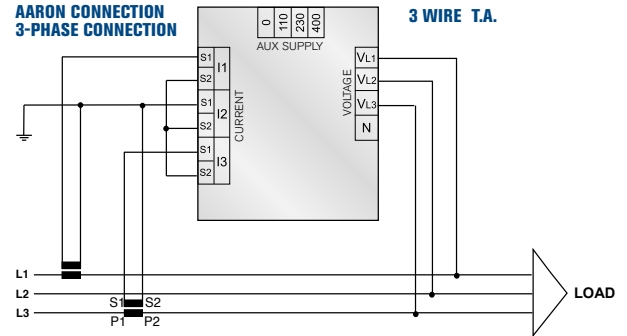 AARON CONNECTION
3-PHASE CONNECTION
3 WIRE T.A.
0
110
230
400
AUX SUPPLY
S1
S2
I1
S1
S2
I2
S1
S2
I3
CURRENT
VOLTAGE
VL1
VL2
VL3
N
L1
L2
L3
S1 S2
P1 P2
LOAD